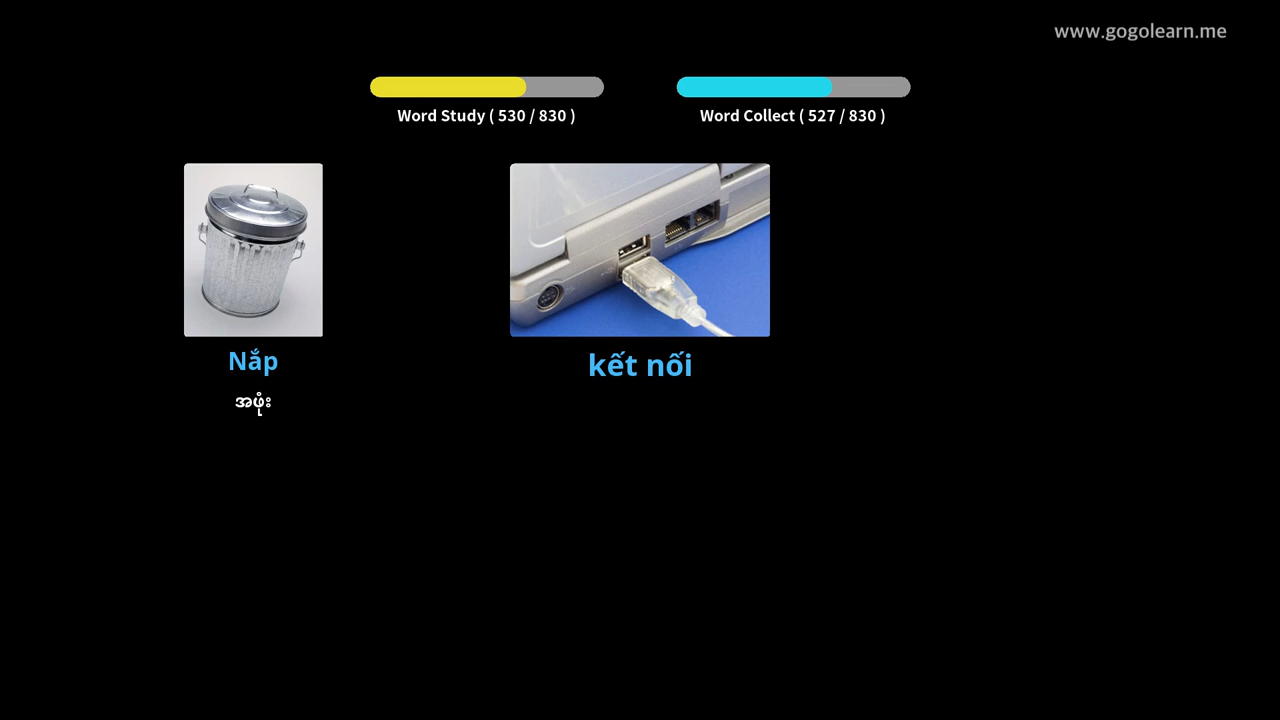 www.gogolearn.me
Word Study ( 530 / 830 )
Word Collect ( 527 / 830 )
Nắp
kết nối
အဖုံး